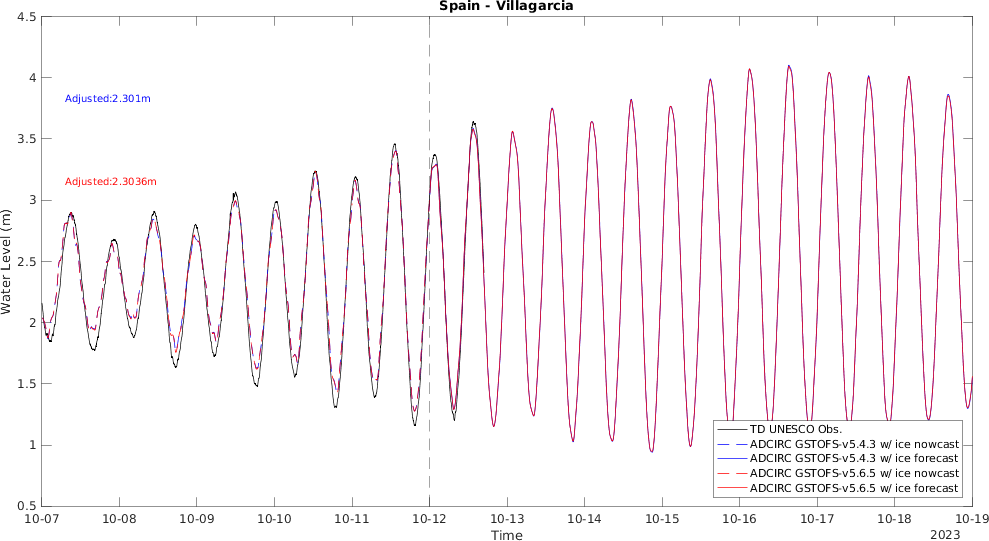 Spain - Villagarcia
4.5
4
3.5
3
2.5
2
1.5
1
0.5
Water Level (m)
Adjusted:2.301m
Adjusted:2.3036m
TD UNESCO Obs.
ADCIRC GSTOFS-v5.4.3 w/ ice nowcast
ADCIRC GSTOFS-v5.4.3 w/ ice forecast
ADCIRC GSTOFS-v5.6.5 w/ ice nowcast
ADCIRC GSTOFS-v5.6.5 w/ ice forecast
10-07 10-08 10-09 10-10 10-11 10-12 10-13 10-14 10-15 10-16 10-17 10-18 10-19
Time
2023